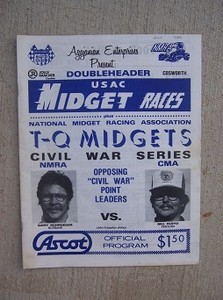 Agajanian Enterprises
Present
DOUBLEHEADER
COSWORTH
USAC
MIDGET RACES
plus
NATIONAL MIDGET RACING ASSOCIATION
T-Q MIDGETS
CIVIL WAR SERIES
NMRA
CMA
OPPOSING
"CIVIL WAR"
POINT
LEADERS
VS.
Ascot
OFFICIAL
PROGRAM
$1.50